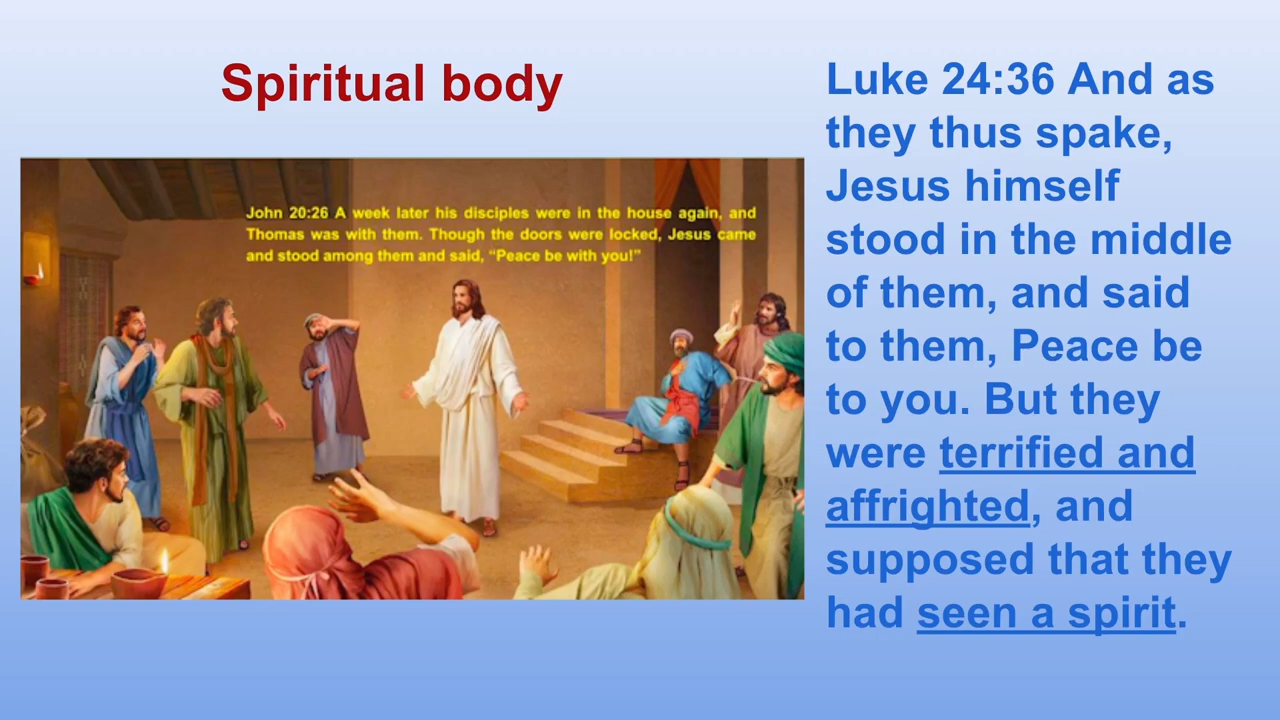 Spiritual body
John 20:26 A week later his disciples were in the house again, and
Thomas was with them. Though the doors were locked, Jesus came
and stood among them and said, “Peace be with you!”
Luke 24:36 And as
they thus spake,
Jesus himself
stood in the middle
of them, and said
to them, Peace be
to you. But they
were terrified and
affrighted, and
supposed that they
had seen a spirit.